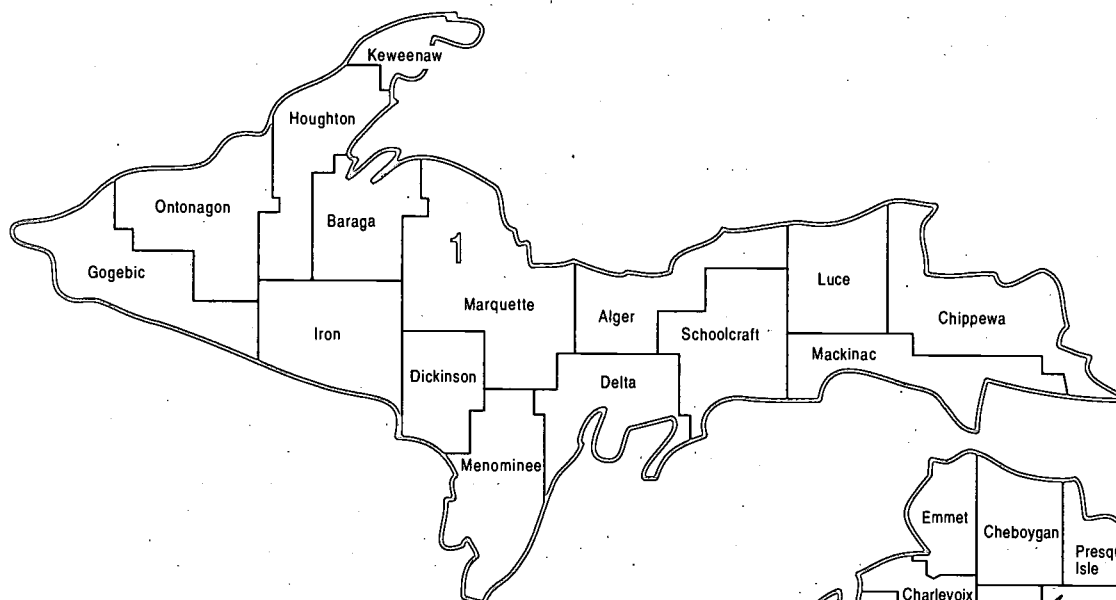 Keweenaw
Houghton
Ontonagon
Baraga
1
Gogebic
Luce
Marquette
Alger
Chippewa
Iron
Schoolcraft
Mackinac
Dickinson
Delta
Menominee
Emmet
Cheboygan
Presqu
Isle
Charlevoix